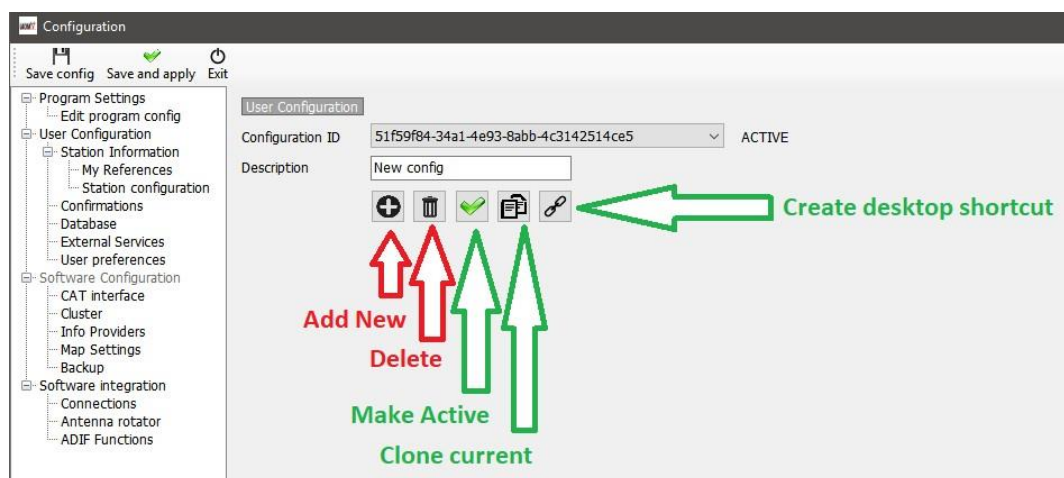 Configuration
Save config Save and apply Exit
Program Settings
Edit program config
User Configuration
Station Information
My References
Station configuration
Confirmations
Database
External Services
User preferences
Software Configuration
CAT interface
Cluster
Info Providers
Map Settings
Backup
Software integration
Connections
Antenna rotator
ADIF Functions
User Configuration
Configuration ID 51f59f84-34a1-4e93-8abb-4c3142514ce5 ACTIVE
Description New config
Create desktop shortcut
Add New
Delete
Make Active
Clone current